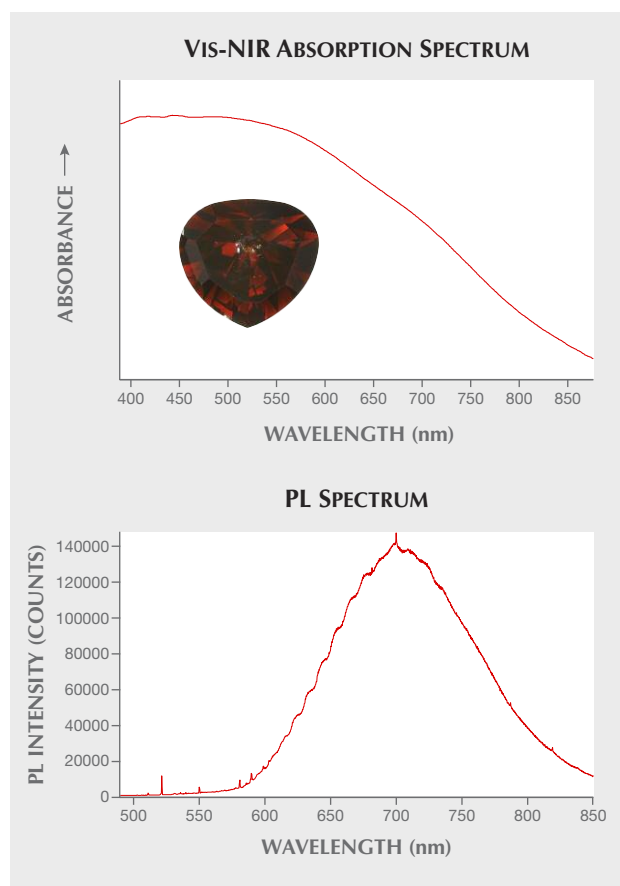 VIS-NIR ABSORPTION SPECTRUM
ABSORBANCE →
400 450 500 550 600 650 700 750 800 850
WAVELENGTH (nm)
PL SPECTRUM
PL INTENSITY (COUNTS)
140000
120000
100000
80000
60000
40000
20000
0
500 550 600 650 700 750 800 850
WAVELENGTH (nm)